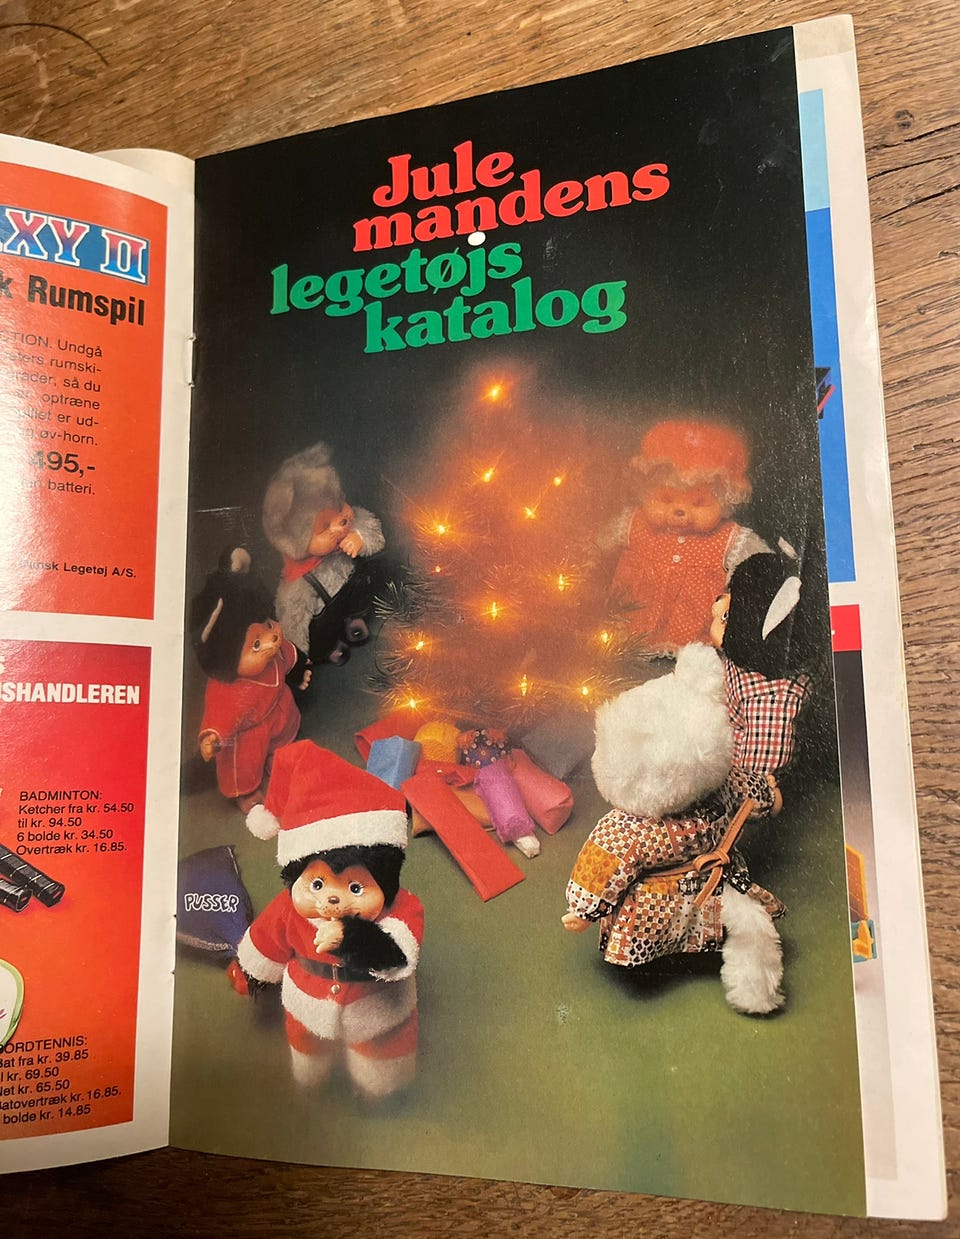 XY II
k Rumspil
TION. Undgå
rumski-
så du
optræne
er ud-
øv-horn.
495,-
batteri.
Legetøj A/S.
SHANDLEREN
BADMINTON:
Ketcher fra kr. 54.50
til kr. 94.50
6 bolde kr. 34.50
Overtræk kr. 16.85.
ORDTENNIS:
Bat fra kr. 39.85
l kr. 69.50
Net kr. 65.50
Batovertræk kr. 16.85.
bolde kr. 14.85
Jule
mandens
legetøjs
katalog
PUSSER